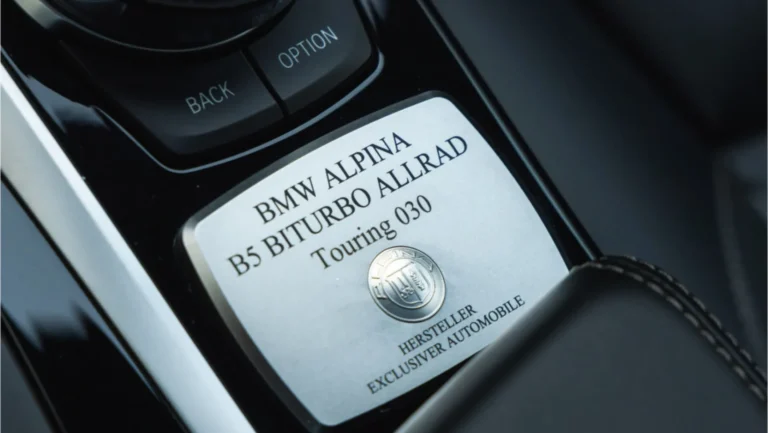 BACK
OPTION
BMW ALPINA
B5 BITURBO ALLRAD
Touring 030
HERSTELLER
EXCLUSIVER AUTOMOBILE